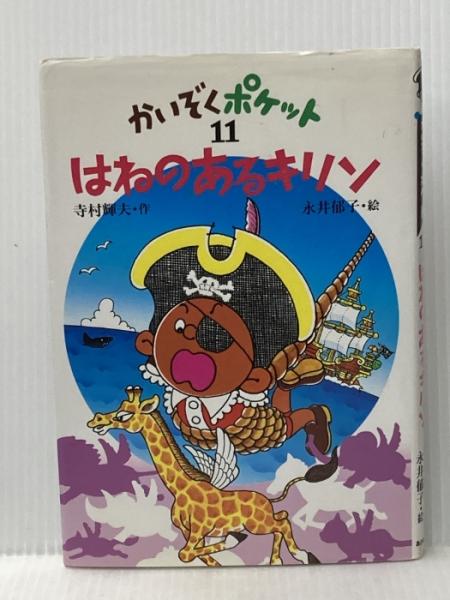 かいぞくポケット
11
はねのあるキリン
寺村輝夫・作
永井郁子・絵
永井郁子・絵